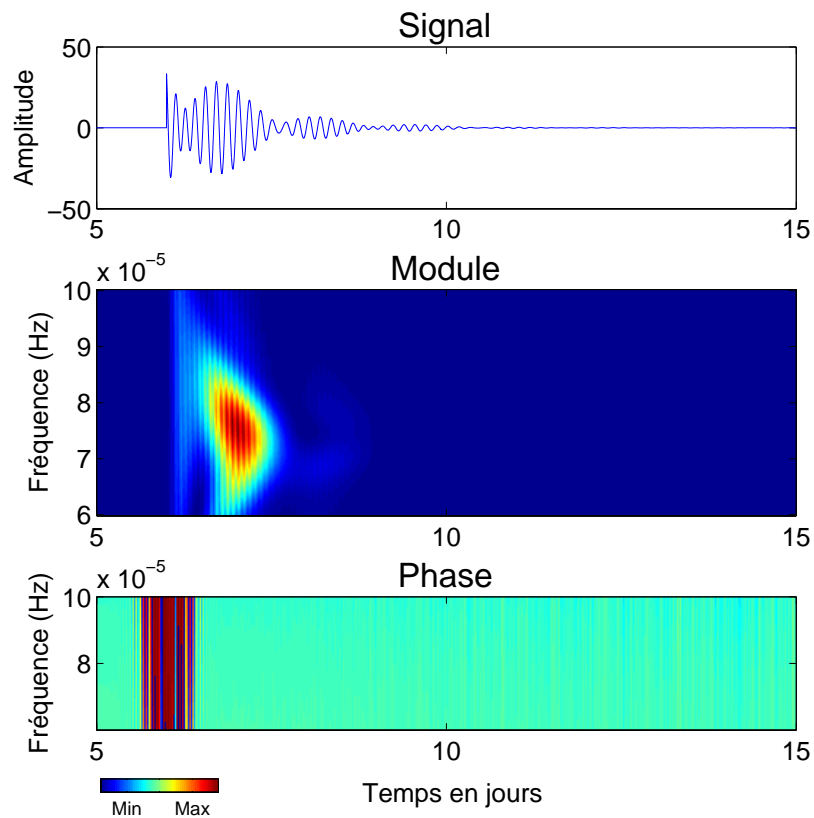 Signal
50
0
−50
Amplitude
5
10
15
x 10−5
Module
10
9
8
7
6
Fréquence (Hz)
5
10
15
x 10−5
Phase
10
8
Fréquence (Hz)
5
10
15
Min
Max
Temps en jours